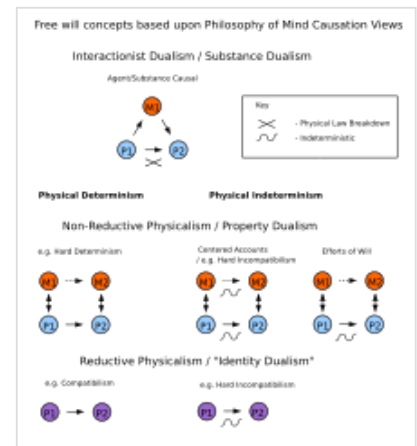 Free will concepts based upon Philosophy of Mind Causation Views
Interactionist Dualism / Substance Dualism
Agent/Substance Causal
M1
P1
P2
Key
- Physical Law Breakdown
- Indeterministic
Physical Determinism
Physical Indeterminism
Non-Reductive Physicalism / Property Dualism
e.g. Hard Determinism
Centered Accounts
/ e.g. Hard Incompatibilism
Efforts of Will
M1 M2 M1 M2 M1 M2
P1 P2 P1 P2 P1 P2
Reductive Physicalism / "Identity Dualism"
e.g. Compatibilism
e.g. Hard Incompatibilism
P1 P2 P1 P2